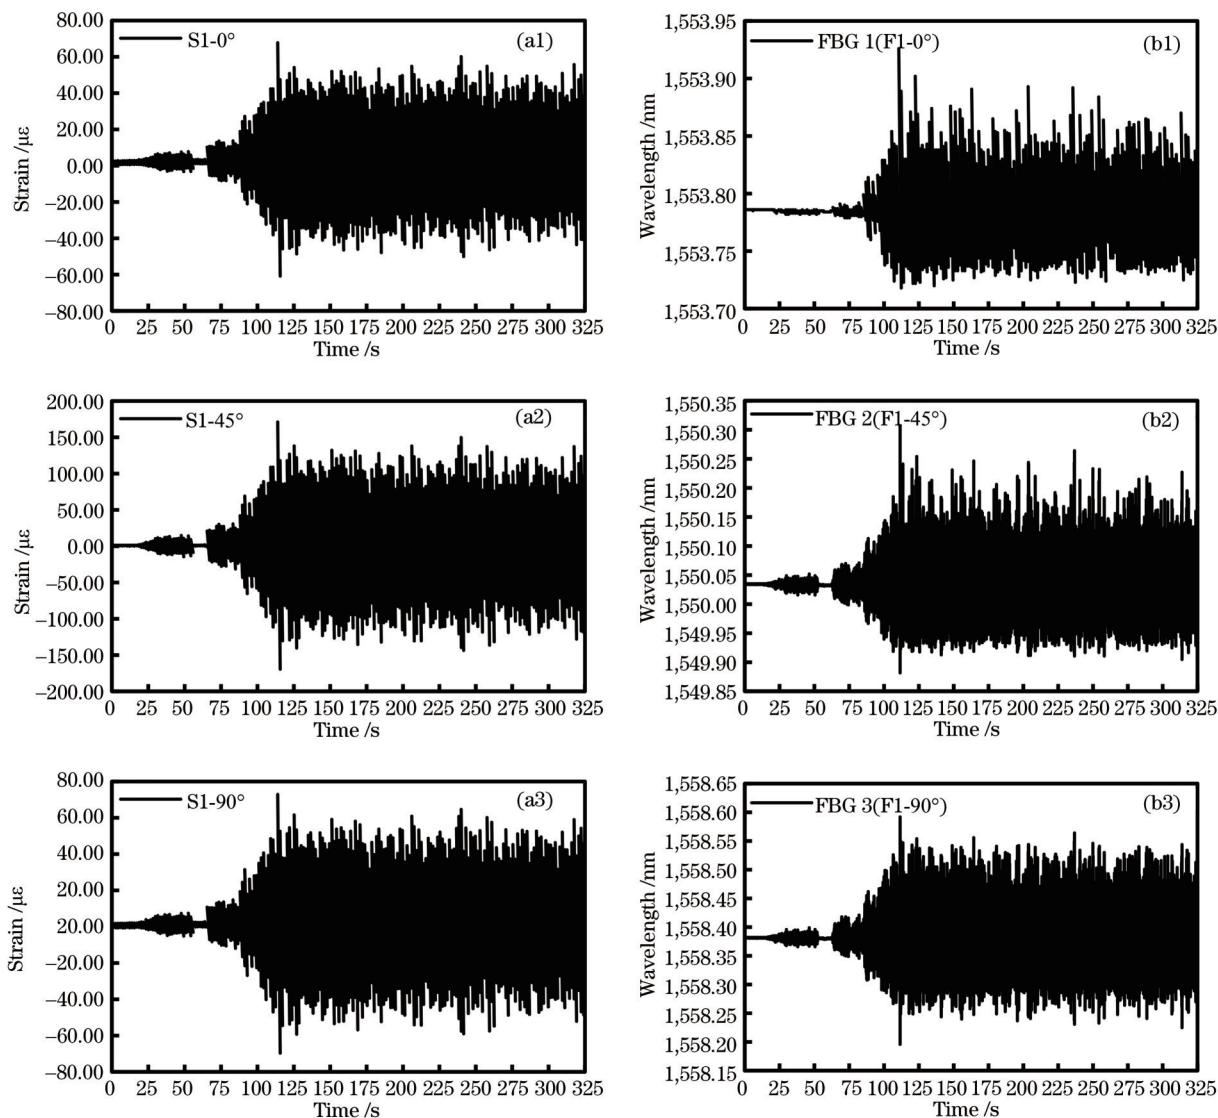 80.00
60.00
40.00
20.00
0.00
−20.00
−40.00
−60.00
−80.00
Strain /με
S1-0°
(a1)
0 25 50 75 100 125 150 175 200 225 250 275 300 325
Time /s
1,553.95
1,553.90
1,553.85
1,553.80
1,553.75
1,553.70
Wavelength /nm
FBG 1(F1-0°)
(b1)
0 25 50 75 100 125 150 175 200 225 250 275 300 325
Time /s
200.00
150.00
100.00
50.00
0.00
−50.00
−100.00
−150.00
−200.00
Strain /με
S1-45°
(a2)
0 25 50 75 100 125 150 175 200 225 250 275 300 325
Time /s
1,550.35
1,550.30
1,550.25
1,550.20
1,550.15
1,550.10
1,550.05
1,550.00
1,549.95
1,549.90
1,549.85
Wavelength /nm
FBG 2(F1-45°)
(b2)
0 25 50 75 100 125 150 175 200 225 250 275 300 325
Time /s
80.00
60.00
40.00
20.00
20.00
−20.00
−40.00
−60.00
−80.00
Strain /με
S1-90°
(a3)
0 25 50 75 100 125 150 175 200 225 250 275 300 325
Time /s
1,558.65
1,558.60
1,558.55
1,558.50
1,558.45
1,558.40
1,558.35
1,558.30
1,558.25
1,558.20
1,558.15
Wavelength /nm
FBG 3(F1-90°)
(b3)
0 25 50 75 100 125 150 175 200 225 250 275 300 325
Time /s